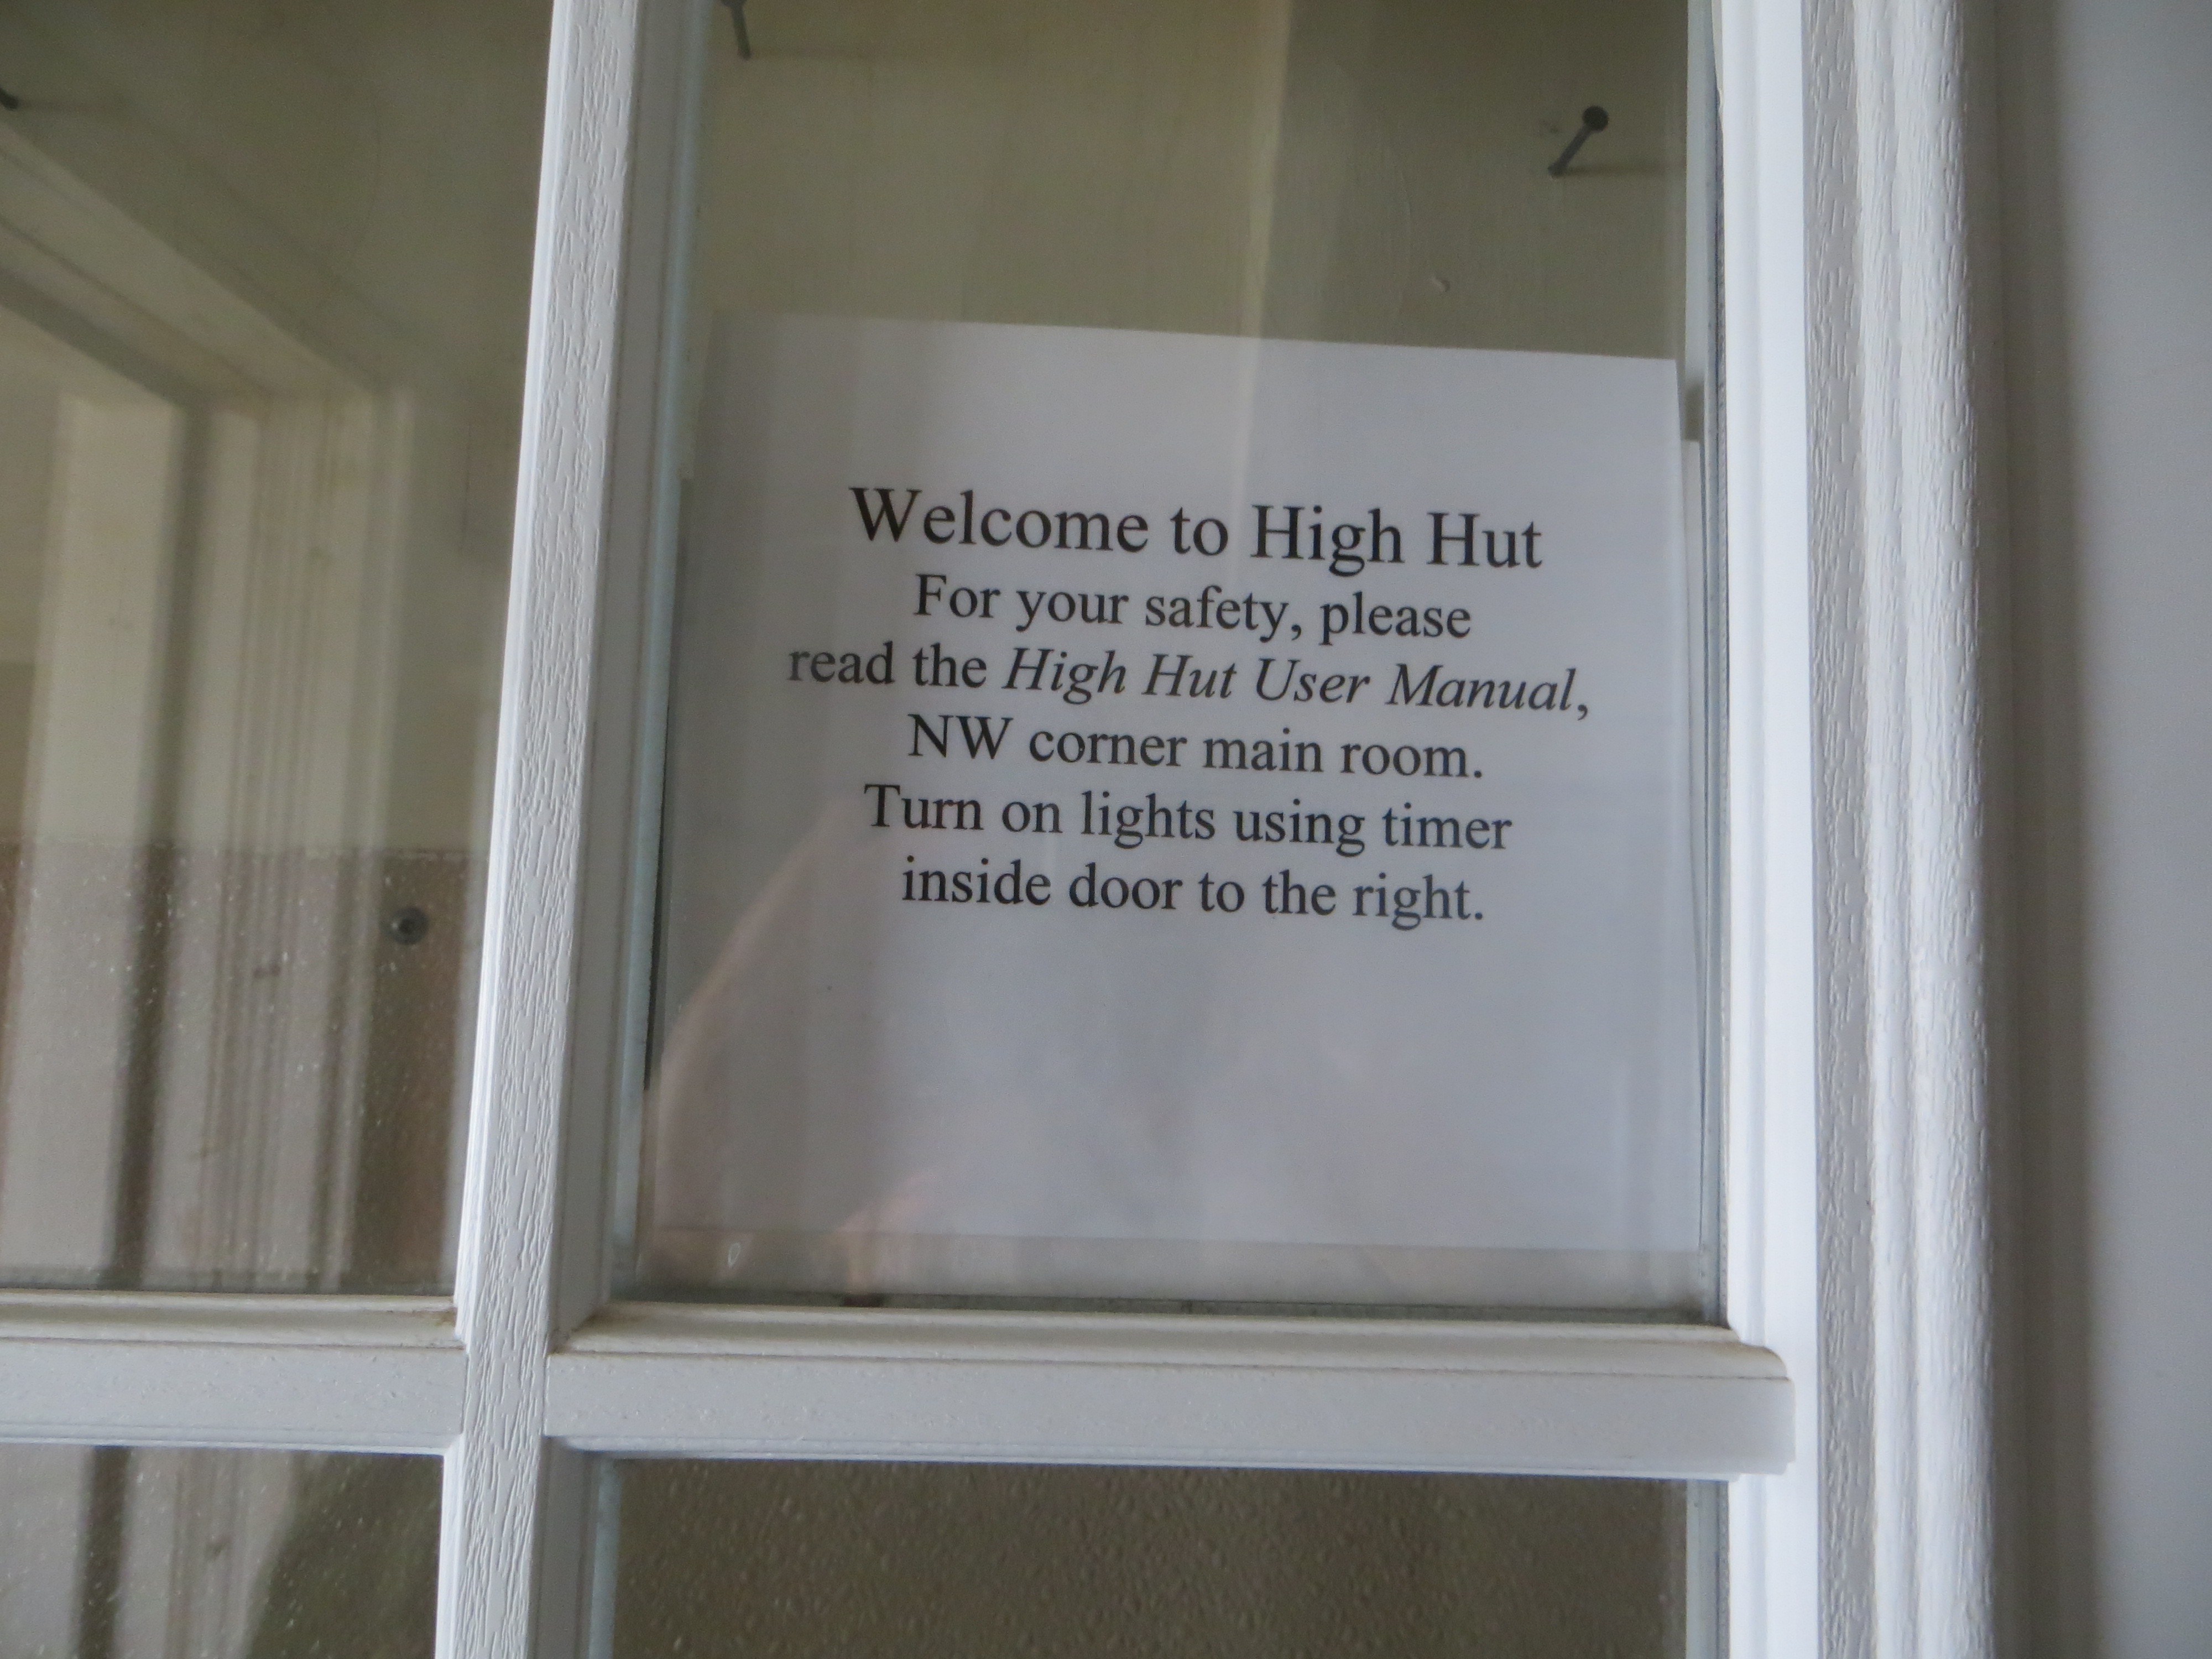 Welcome to High Hut
For your safety, please
read the High Hut User Manual,
NW corner main room.
Turn on lights using timer
inside door to the right.